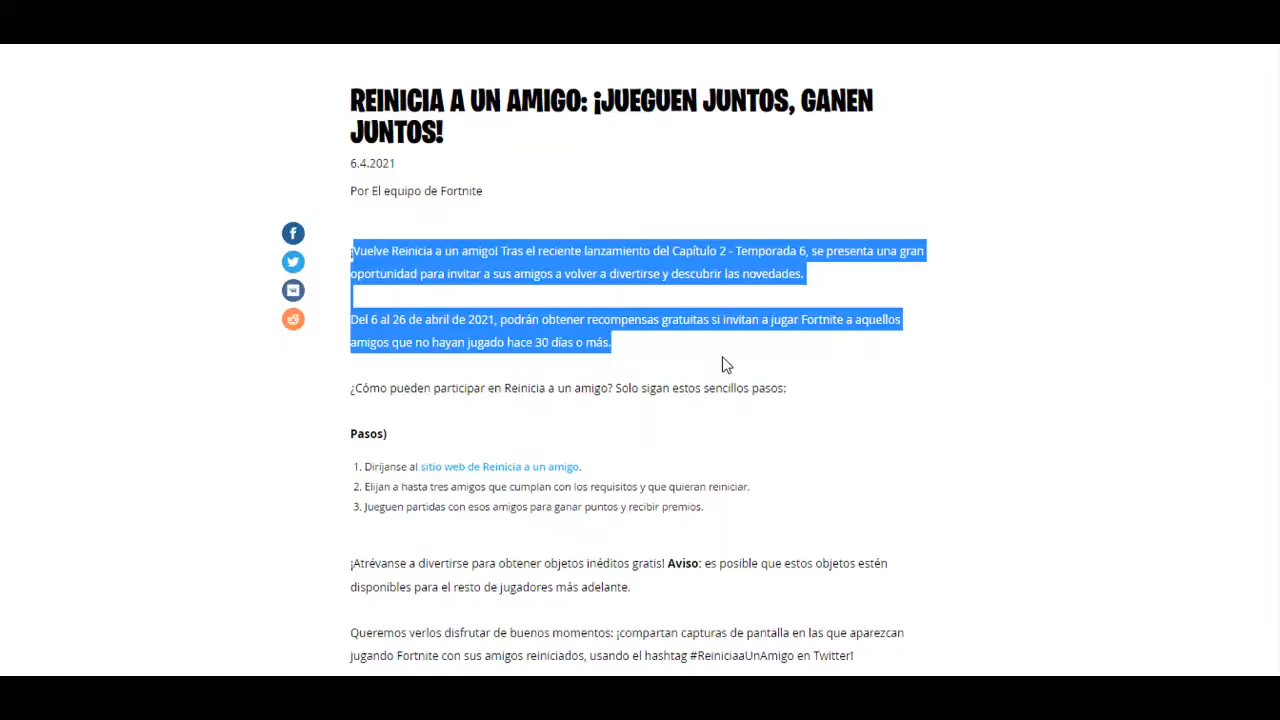 REINICIA A UN AMIGO: ¡JUEGUEN JUNTOS, GANEN
JUNTOS!
6.4.2021
Por El equipo de Fortnite
¡Vuelve Reinicia a un amigo! Tras el reciente lanzamiento del Capítulo 2 - Temporada 6, se presenta una gran
oportunidad para invitar a sus amigos a volver a divertirse y descubrir las novedades.
Del 6 al 26 de abril de 2021, podrán obtener recompensas gratuitas si invitan a jugar Fortnite a aquellos
amigos que no hayan jugado hace 30 días o más.
¿Cómo pueden participar en Reinicia a un amigo? Solo sigan estos sencillos pasos:
Pasos)
1. Diríjanse al sitio web de Reinicia a un amigo.
2. Elijan a hasta tres amigos que cumplan con los requisitos y que quieran reiniciar.
3. Jueguen partidas con esos amigos para ganar puntos y recibir premios.
¡Atrévanse a divertirse para obtener objetos inéditos gratis! Aviso: es posible que estos objetos estén
disponibles para el resto de jugadores más adelante.
Queremos verlos disfrutar de buenos momentos: ¡compartan capturas de pantalla en las que aparezcan
jugando Fortnite con sus amigos reiniciados, usando el hashtag #ReiniciaaUnAmigo en Twitter!